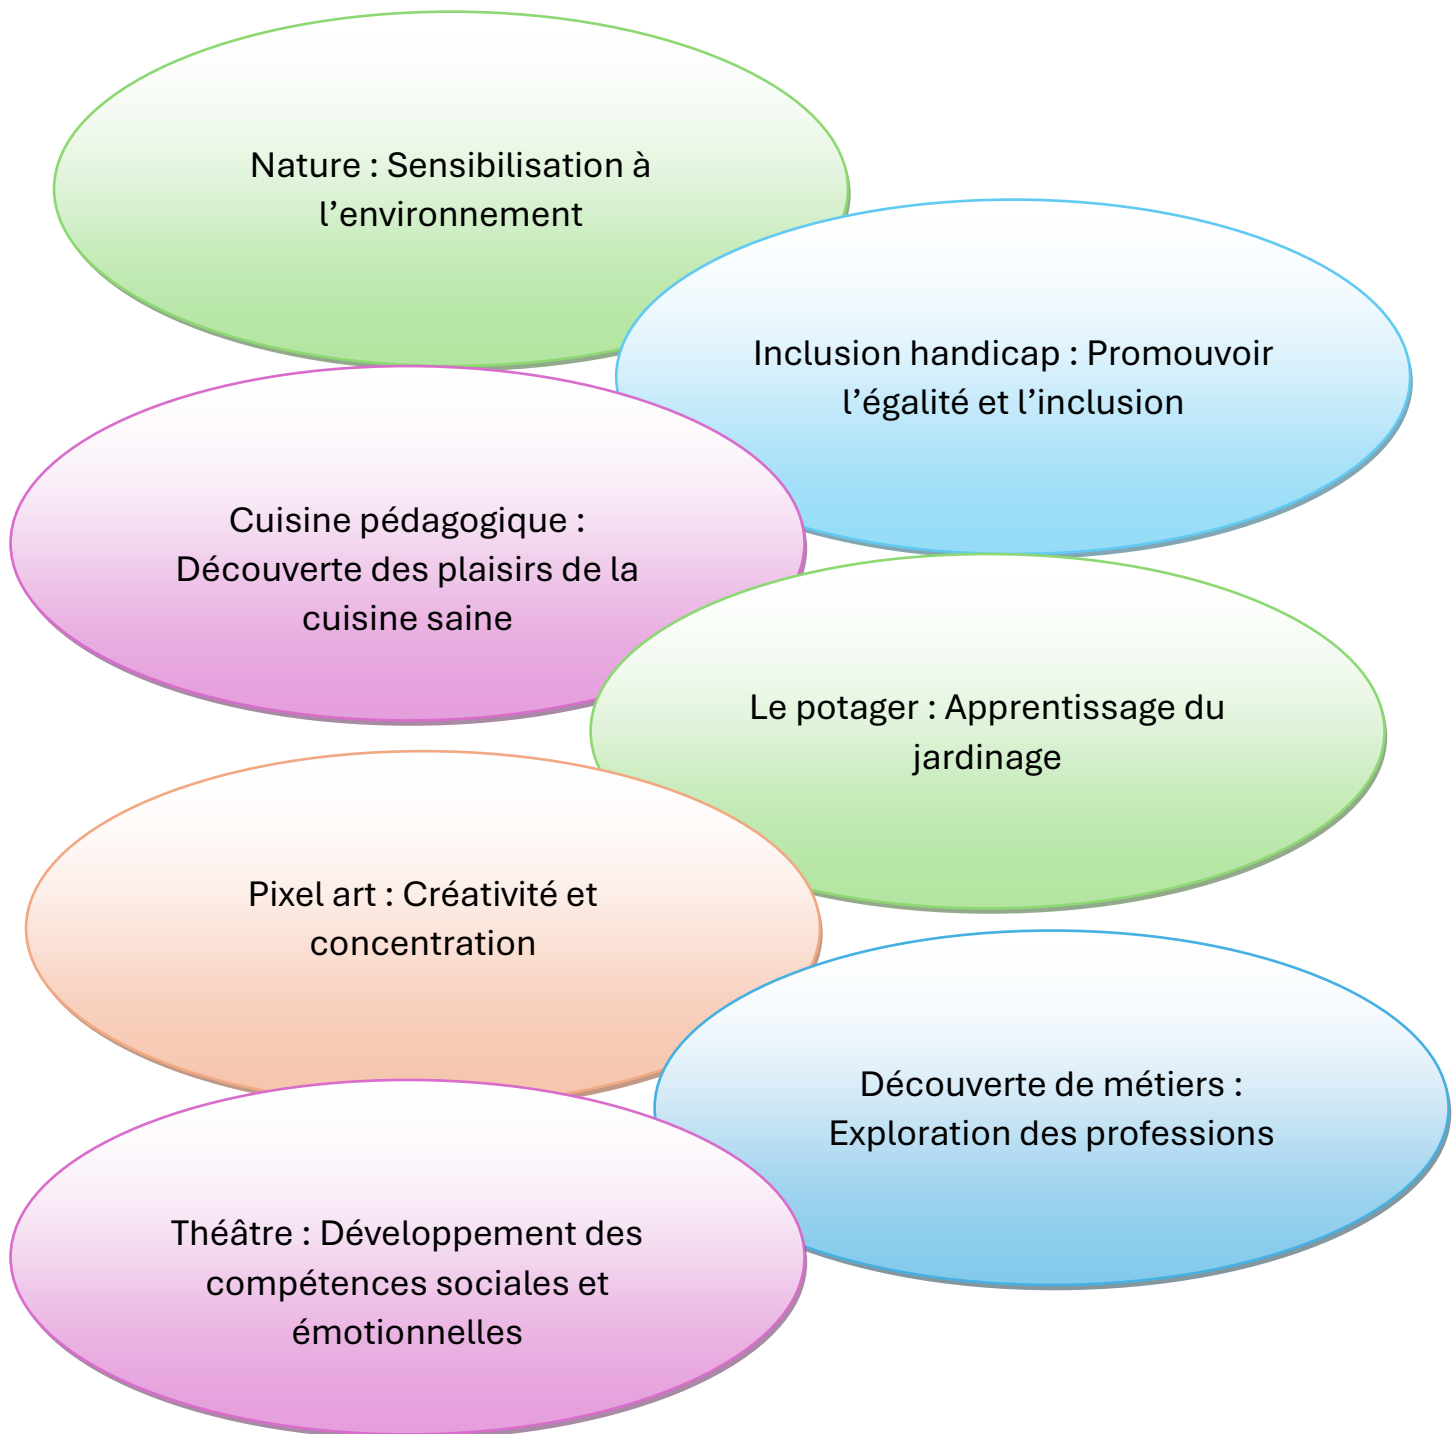 Nature : Sensibilisation à
l’environnement
Inclusion handicap : Promouvoir
l’égalité et l’inclusion
Cuisine pédagogique :
Découverte des plaisirs de la
cuisine saine
Le potager : Apprentissage du
jardinage
Pixel art : Créativité et
concentration
Découverte de métiers :
Exploration des professions
Théâtre : Développement des
compétences sociales et
émotionnelles